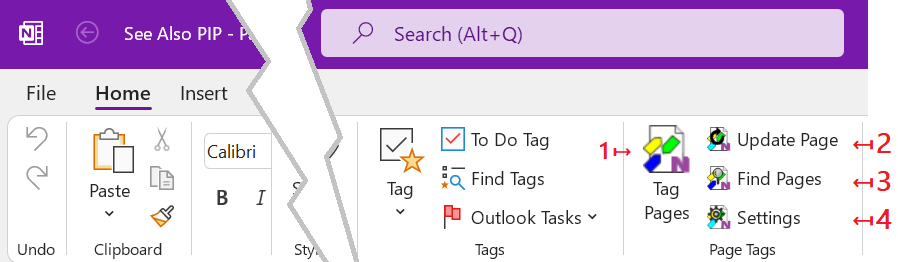 See Also PIP - P
Search (Alt+Q)
File Home Insert
Paste
Calibri
B I
Undo
Clipboard
Tag
To Do Tag
Find Tags
Outlook Tasks
Tags
1
Tag
Pages
Update Page
2
Find Pages
3
Settings
4
Page Tags